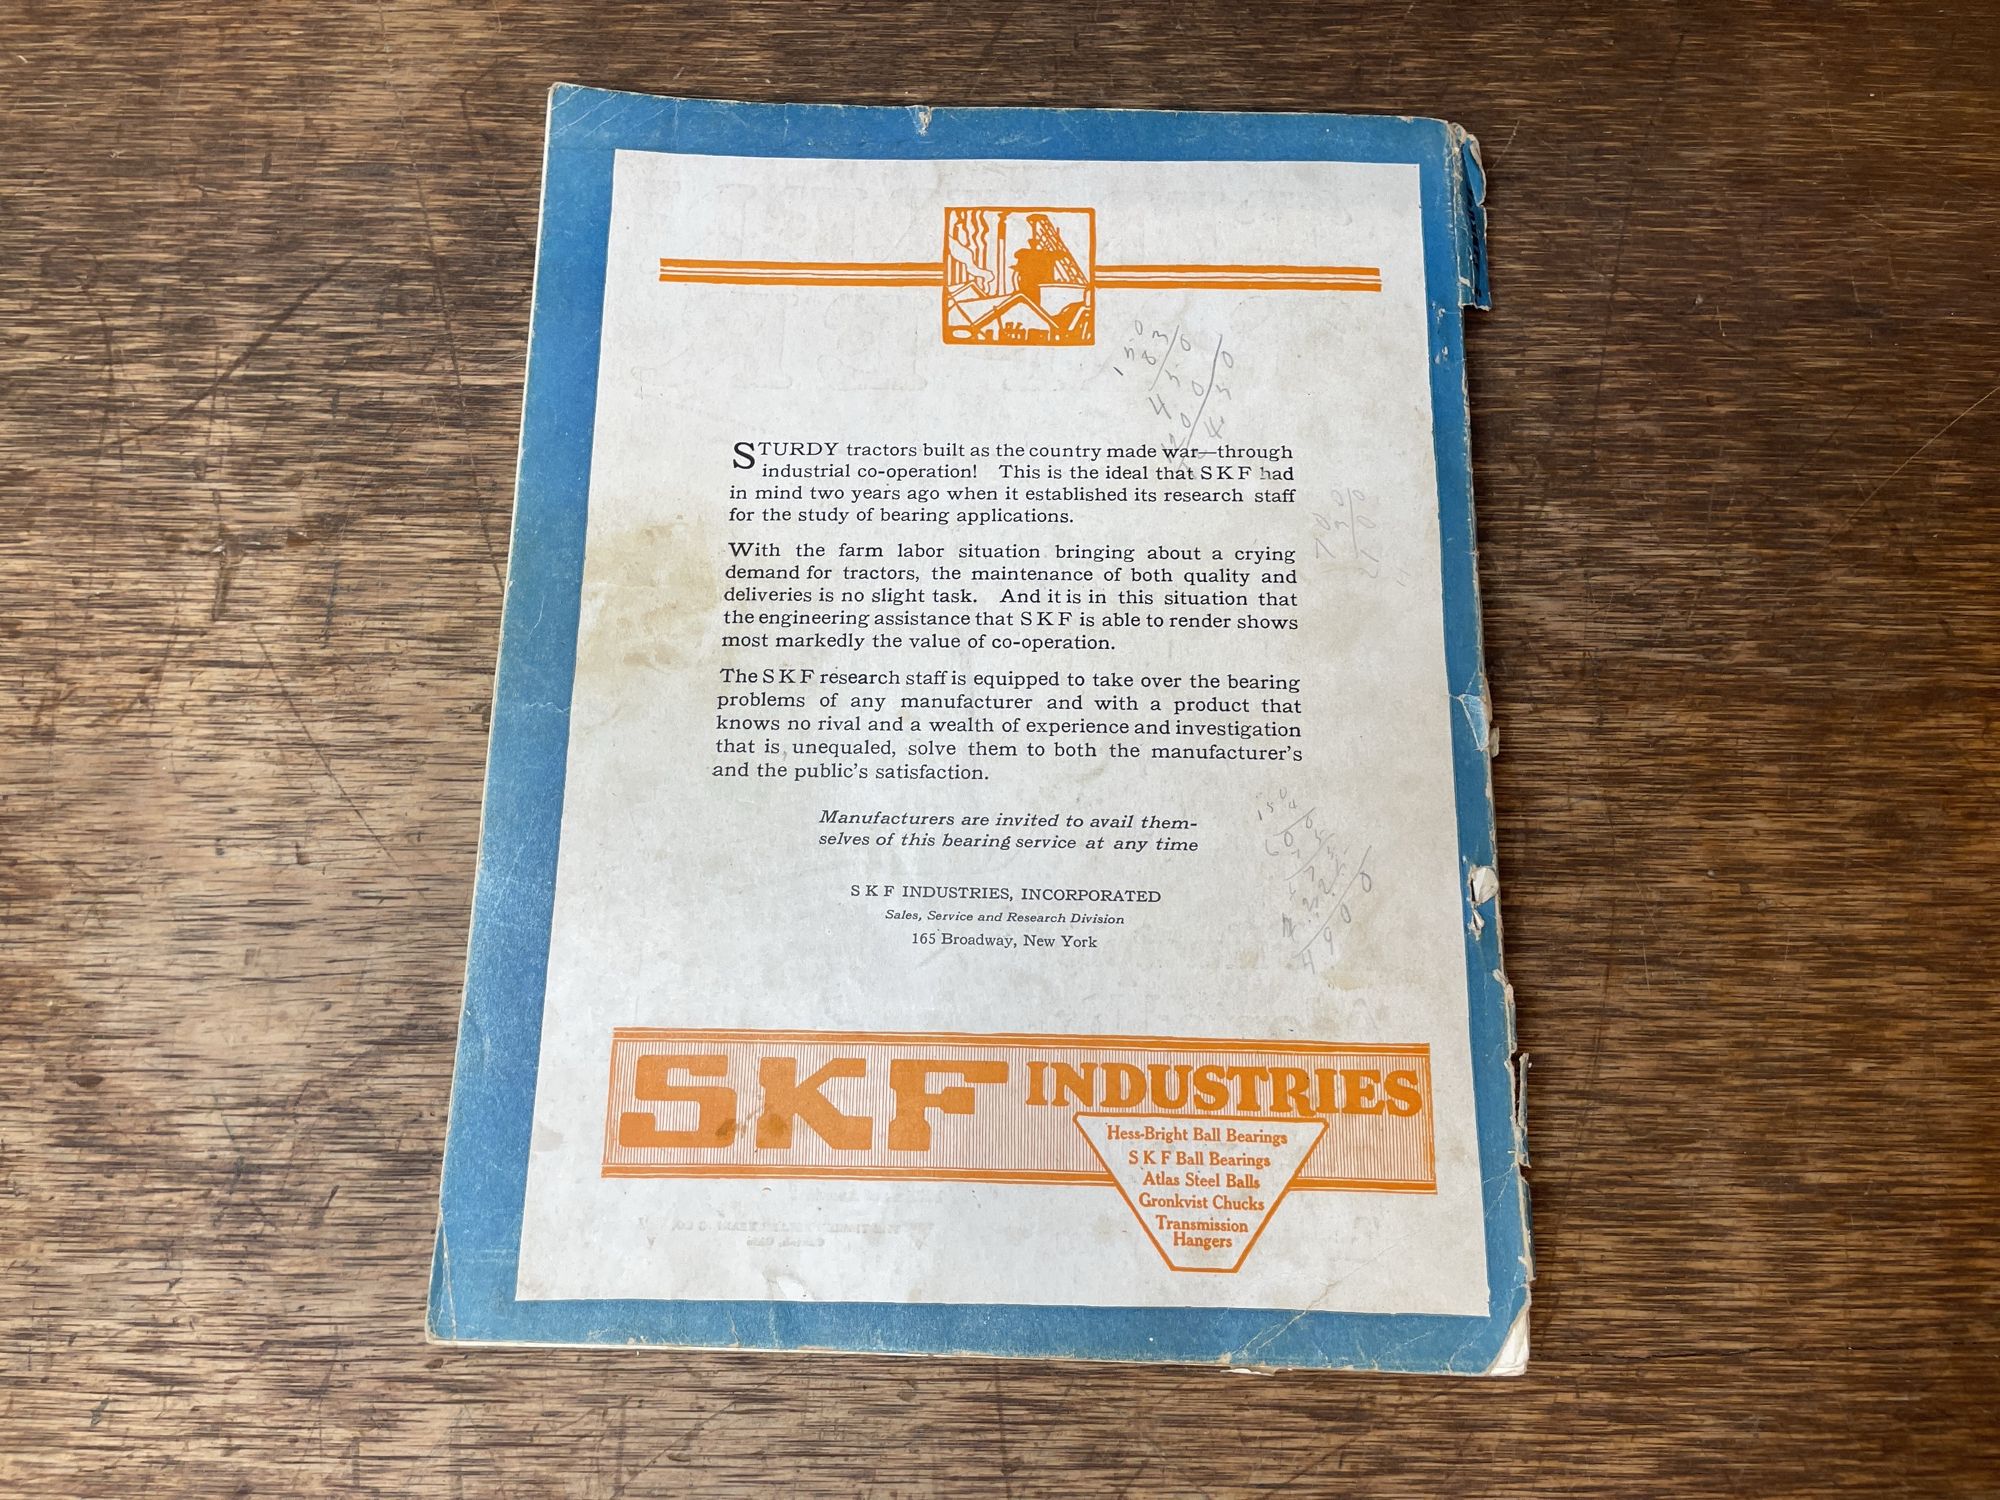 STURDY tractors built as the country made war—through
industrial co-operation! This is the ideal that SKF had
in mind two years ago when it established its research staff
for the study of bearing applications.
With the farm labor situation bringing about a crying
demand for tractors, the maintenance of both quality and
deliveries is no slight task. And it is in this situation that
the engineering assistance that SKF is able to render shows
most markedly the value of co-operation.
The SKF research staff is equipped to take over the bearing
problems of any manufacturer and with a product that
knows no rival and a wealth of experience and investigation
that is unequaled, solve them to both the manufacturer's
and the public's satisfaction.
Manufacturers are invited to avail them-
selves of this bearing service at any time
SKF INDUSTRIES, INCORPORATED
Sales, Service and Research Division
165 Broadway, New York
SKF INDUSTRIES
Hess-Bright Ball Bearings
SKF Ball Bearings
Atlas Steel Balls
Gronkvist Chucks
Transmission
Hangers